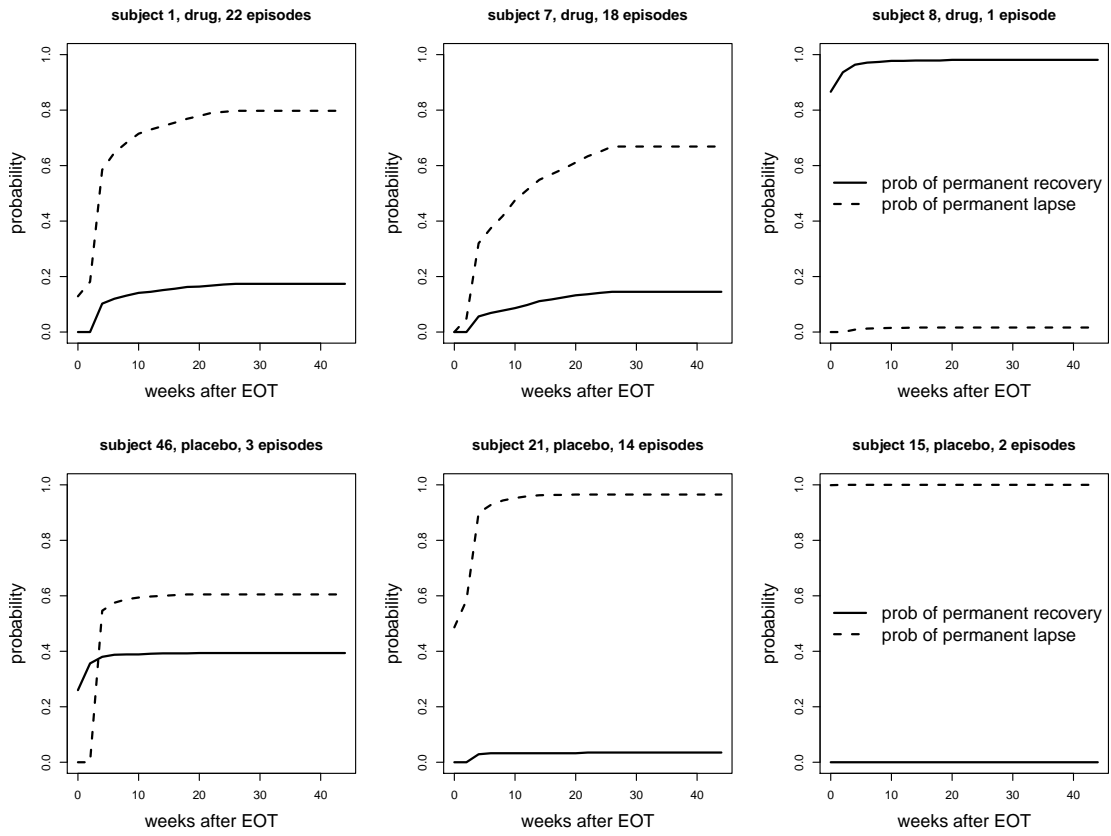 subject 1, drug, 22 episodes
probability
1.0
0.8
0.6
0.4
0.2
0.0
0 10 20 30 40
weeks after EOT
subject 7, drug, 18 episodes
probability
1.0
0.8
0.6
0.4
0.2
0.0
0 10 20 30 40
weeks after EOT
subject 8, drug, 1 episode
probability
1.0
0.8
0.6
0.4
0.2
0.0
prob of permanent recovery
prob of permanent lapse
0 10 20 30 40
weeks after EOT
subject 46, placebo, 3 episodes
probability
1.0
0.8
0.6
0.4
0.2
0.0
0 10 20 30 40
weeks after EOT
subject 21, placebo, 14 episodes
probability
1.0
0.8
0.6
0.4
0.2
0.0
0 10 20 30 40
weeks after EOT
subject 15, placebo, 2 episodes
probability
1.0
0.8
0.6
0.4
0.2
0.0
prob of permanent recovery
prob of permanent lapse
0 10 20 30 40
weeks after EOT